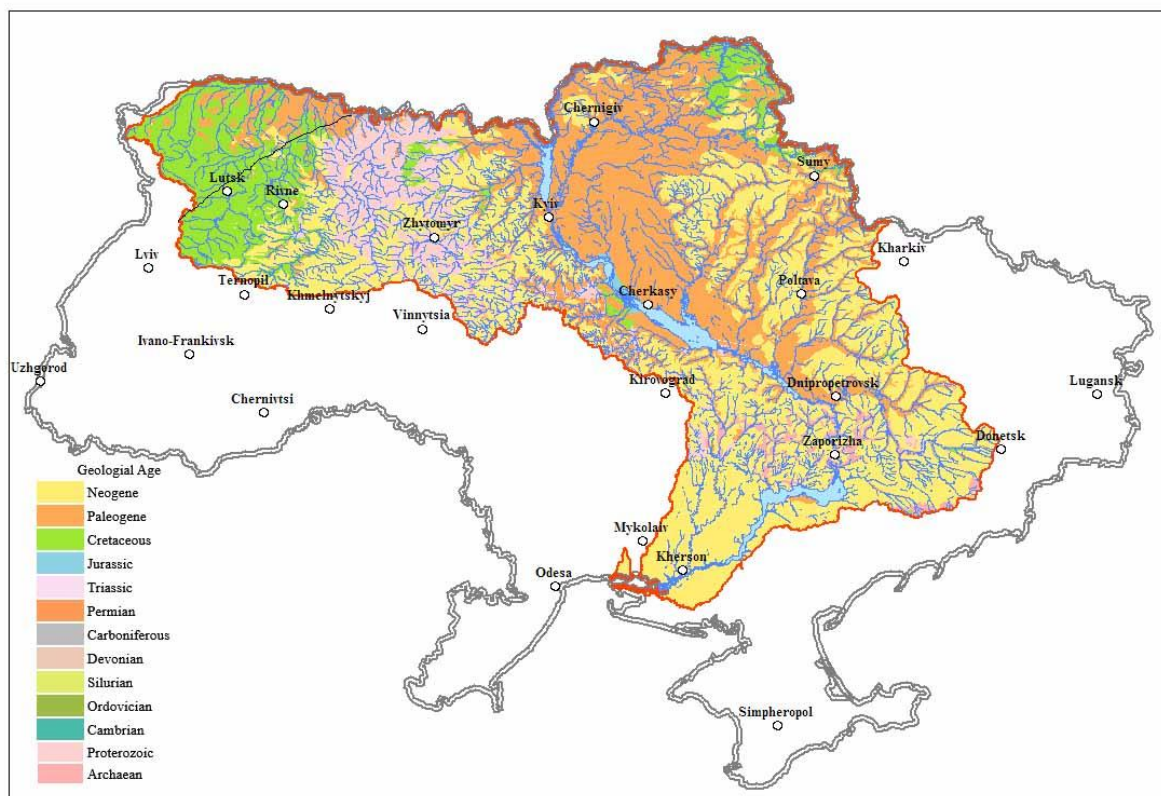 Chernigiv
Sumy
Lutsk
Rivne
Kyiv
Zhytomyr
Kharkiv
Lviv
Ternopil
Khmelnytskyj
Cherkasy
Poltava
Vinnytsia
Ivano-Frankivsk
Uzhgorod
Kirovograd
Dnipropetrovsk
Lugansk
Chernivtsi
Zaporizha
Donetsk
Geologial Age
Neogene
Paleogene
Cretaceous
Jurassic
Triassic
Permian
Carboniferous
Devonian
Silurian
Ordovician
Cambrian
Proterozoic
Archaean
Mykolaiv
Kherson
Odesa
Simpheropol